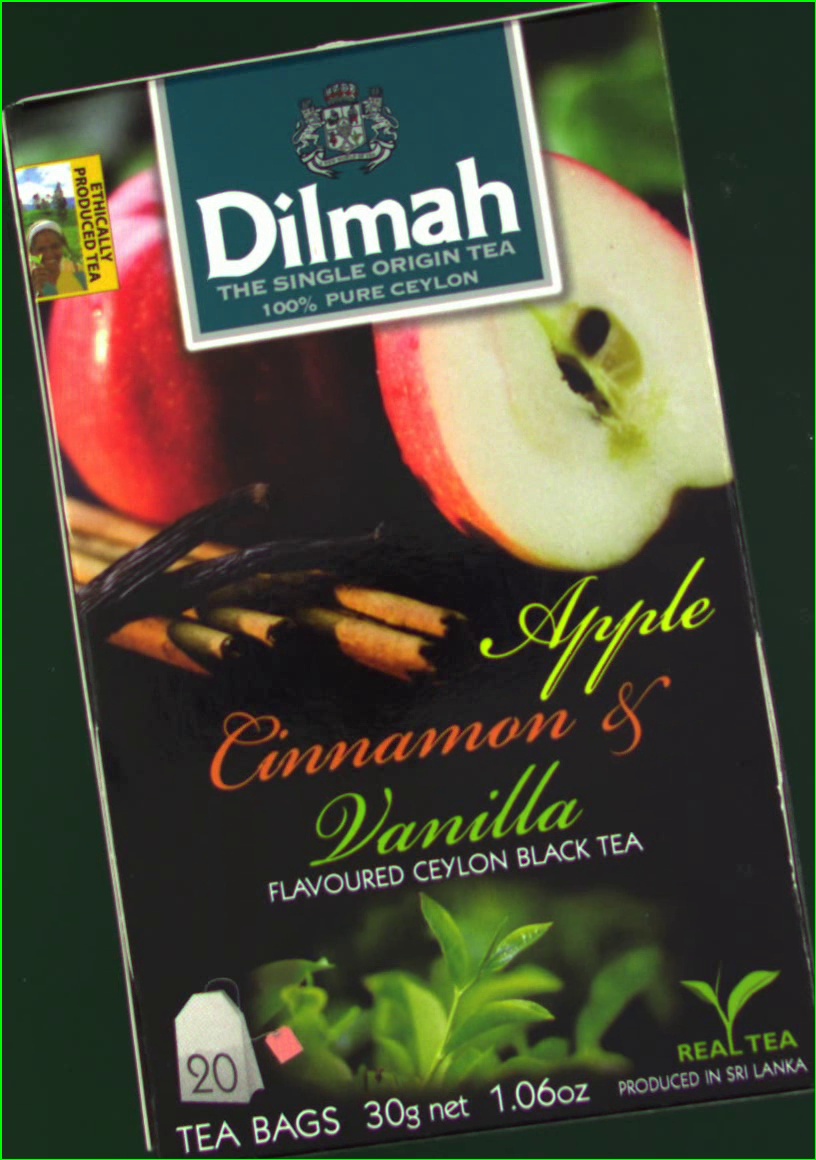 ETHICALLY
PRODUCED TEA
Dilmah
THE SINGLE ORIGIN TEA
100% PURE CEYLON
Apple
Cinnamon &
Vanilla
FLAVOURED CEYLON BLACK TEA
20
TEA BAGS 30g net 1.06oz
REAL TEA
PRODUCED IN SRI LANKA